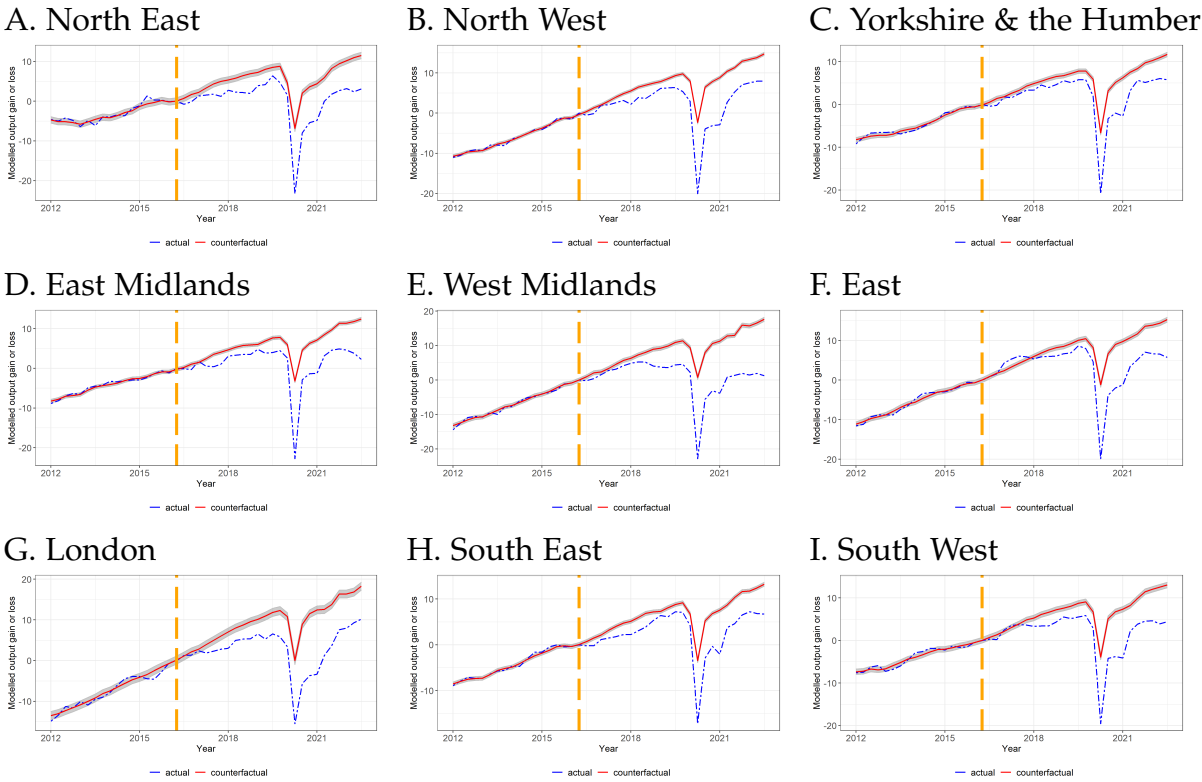 A. North East
B. North West
C. Yorkshire & the Humber
Modelled output gain or loss
10
0
-10
-20
2012 2015 2018 2021
Year
actual counterfactual
Modelled output gain or loss
10
0
-10
-20
2012 2015 2018 2021
Year
actual counterfactual
Modelled output gain or loss
10
0
-10
-20
2012 2015 2018 2021
Year
actual counterfactual
D. East Midlands
E. West Midlands
F. East
Modelled output gain or loss
10
0
-10
-20
2012 2015 2018 2021
Year
actual counterfactual
Modelled output gain or loss
20
10
0
-10
-20
2012 2015 2018 2021
Year
actual counterfactual
Modelled output gain or loss
10
0
-10
-20
2012 2015 2018 2021
Year
actual counterfactual
G. London
H. South East
I. South West
Modelled output gain or loss
20
10
0
-10
2012 2015 2018 2021
Year
actual counterfactual
Modelled output gain or loss
10
0
-10
2012 2015 2018 2021
Year
actual counterfactual
Modelled output gain or loss
10
0
-10
-20
2012 2015 2018 2021
Year
actual counterfactual